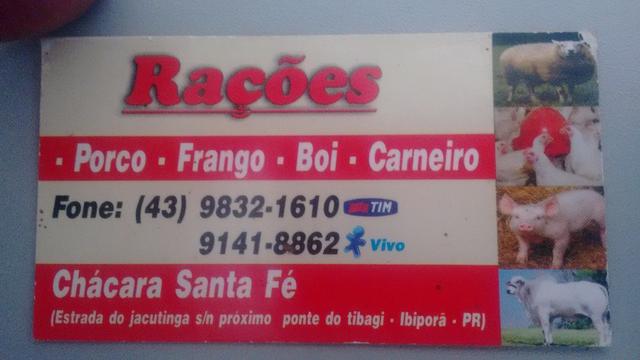 Rações
· Porco · Frango · Boi · Carneiro
Fone: (43) 9832-1610 TIM
9141-8862 Vivo
Chácara Santa Fé
(Estrada do jacutinga s/n próximo ponte do tibagi - Ibiporã - PR)